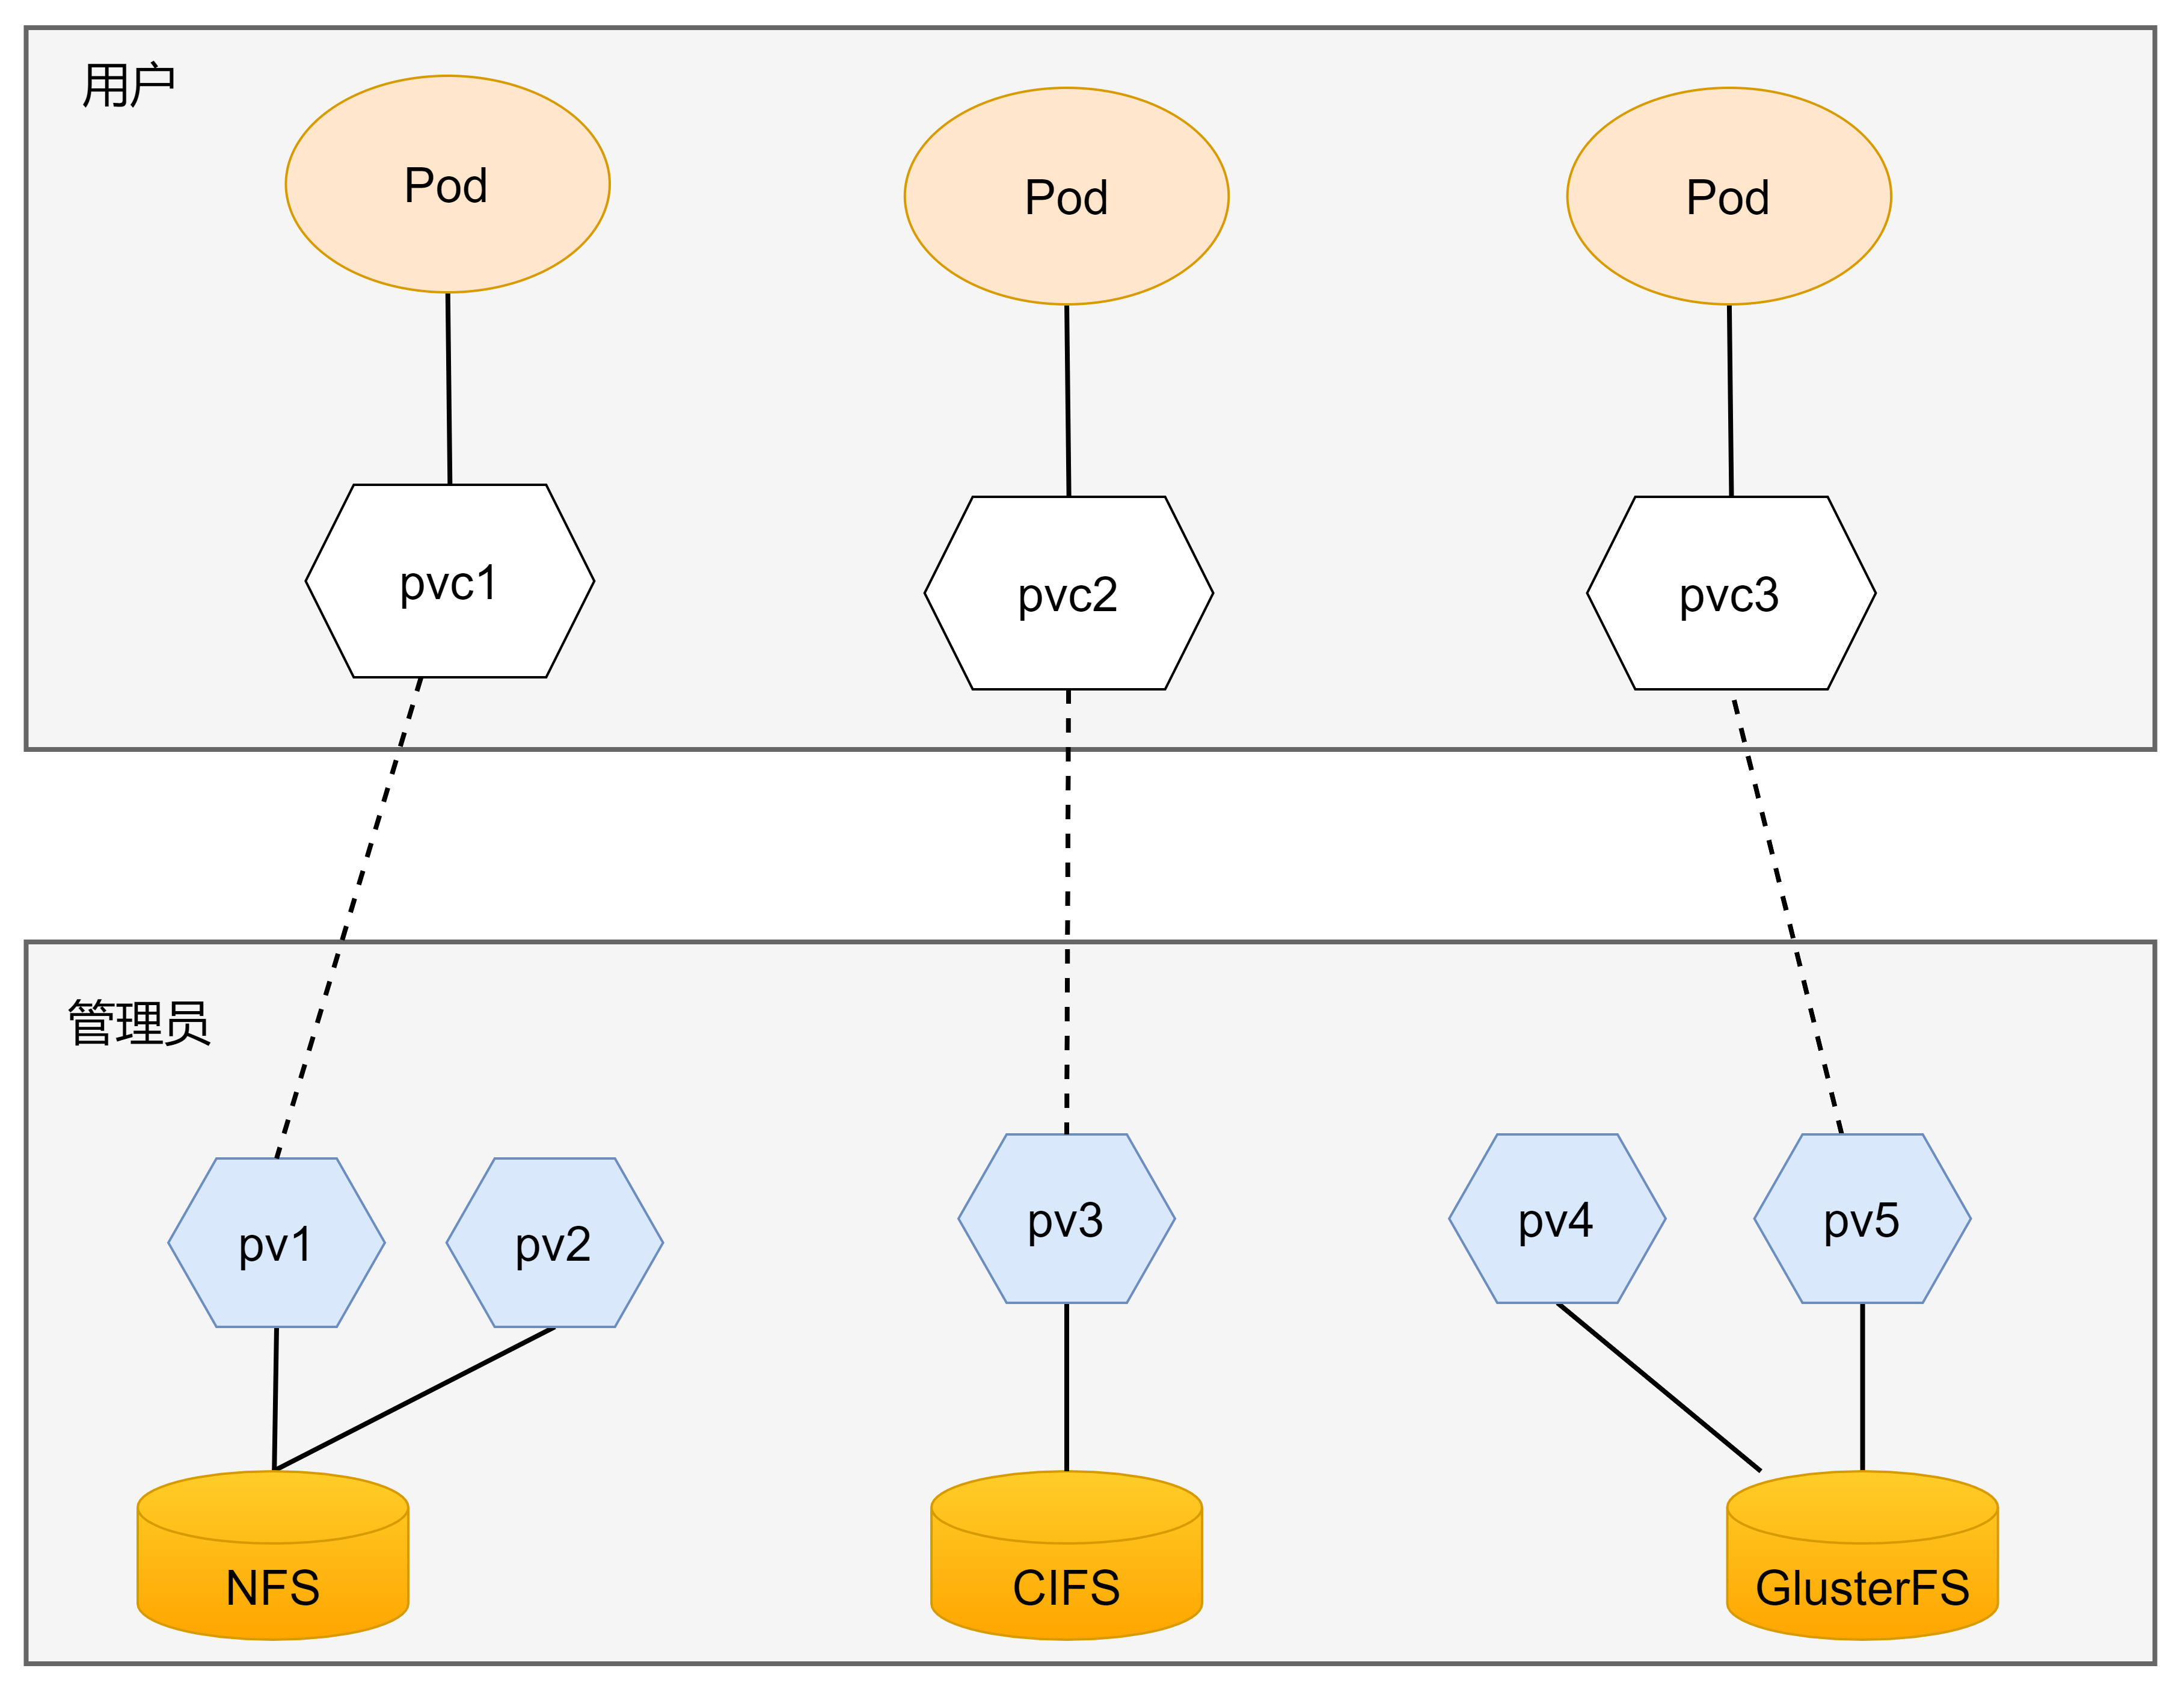 用户
Pod
Pod
Pod
pvc1
pvc2
pvc3
管理员
pv1
pv2
pv3
pv4
pv5
NFS
CIFS
GlusterFS